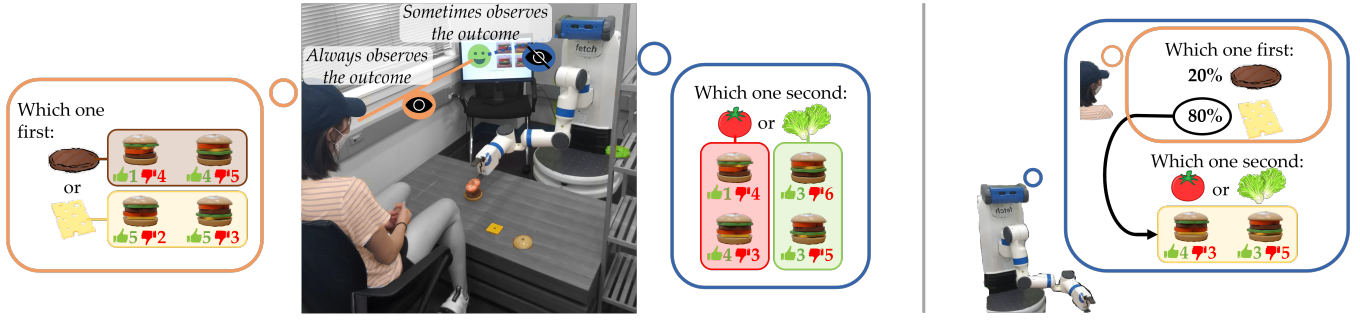 Which one
first:
or
1 4 4 5
5 2 5 3
Sometimes observes
the outcome
Always observes
the outcome
fetch
Which one second:
or
1 4 3 6
4 3 3 5
Which one first:
20%
80%
Which one second:
or
4 3 3 5